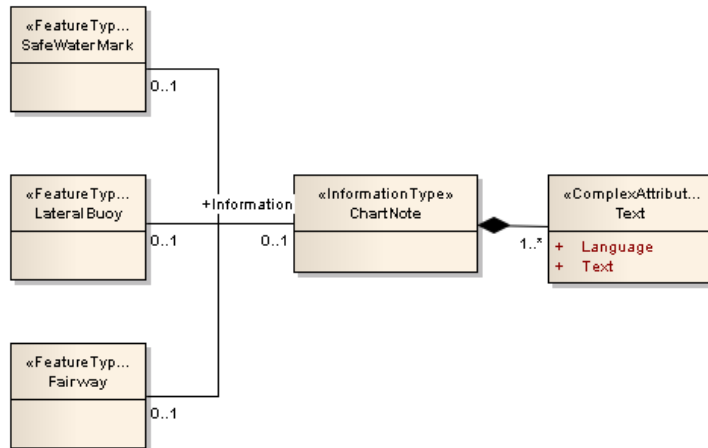 «FeatureTyp...
SafeWaterMark
0..1
«FeatureTyp...
LateralBuoy
0..1
+Information
0..1
«InformationType»
ChartNote
1..*
«ComplexAttribut...
Text
+ Language
+ Text
«FeatureTyp...
Fairway
0..1